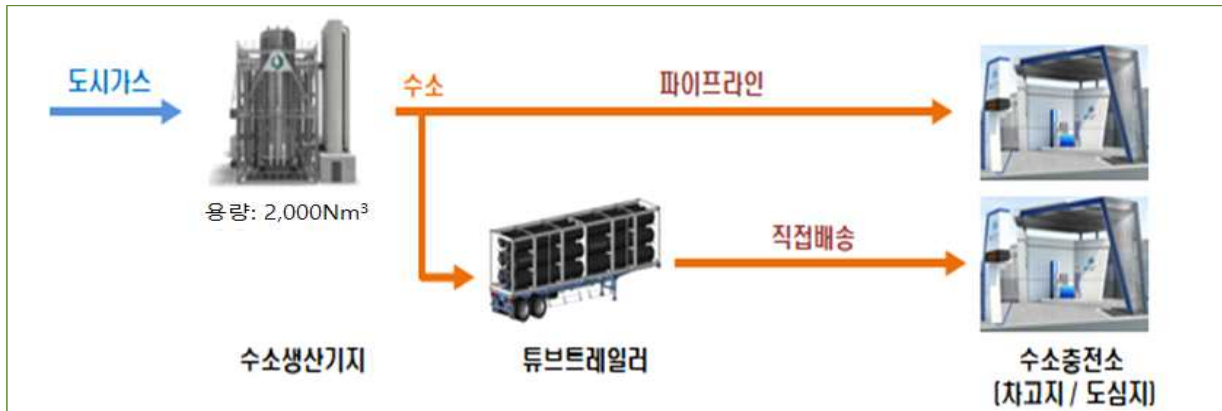 도시가스
수소
파이프라인
용량: 2,000Nm³
직접배송
수소생산기지
튜브트레일러
수소충전소
(차고지 / 도심지)